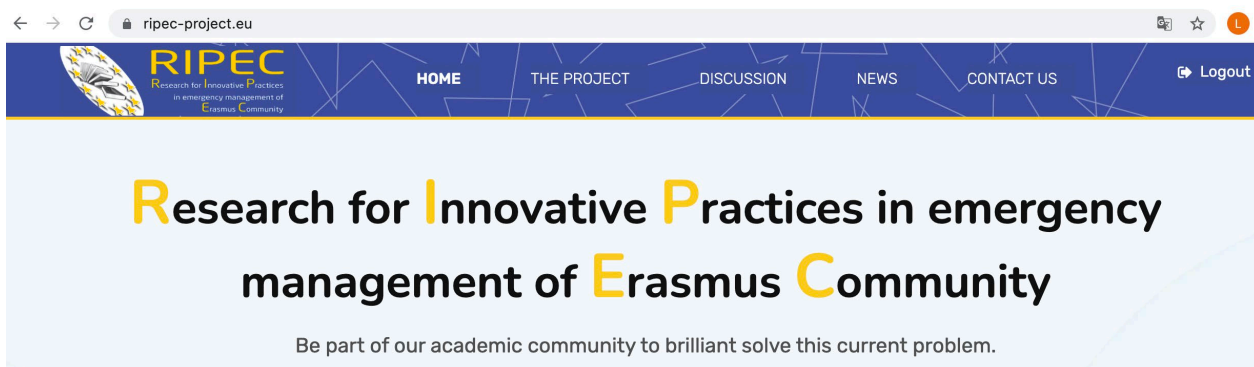 ripec-project.eu
L
RIPEC
Research for Innovative Practices
in emergency management of
Erasmus Community
HOME THE PROJECT DISCUSSION NEWS CONTACT US Logout
Research for Innovative Practices in emergency
management of Erasmus Community
Be part of our academic community to brilliant solve this current problem.